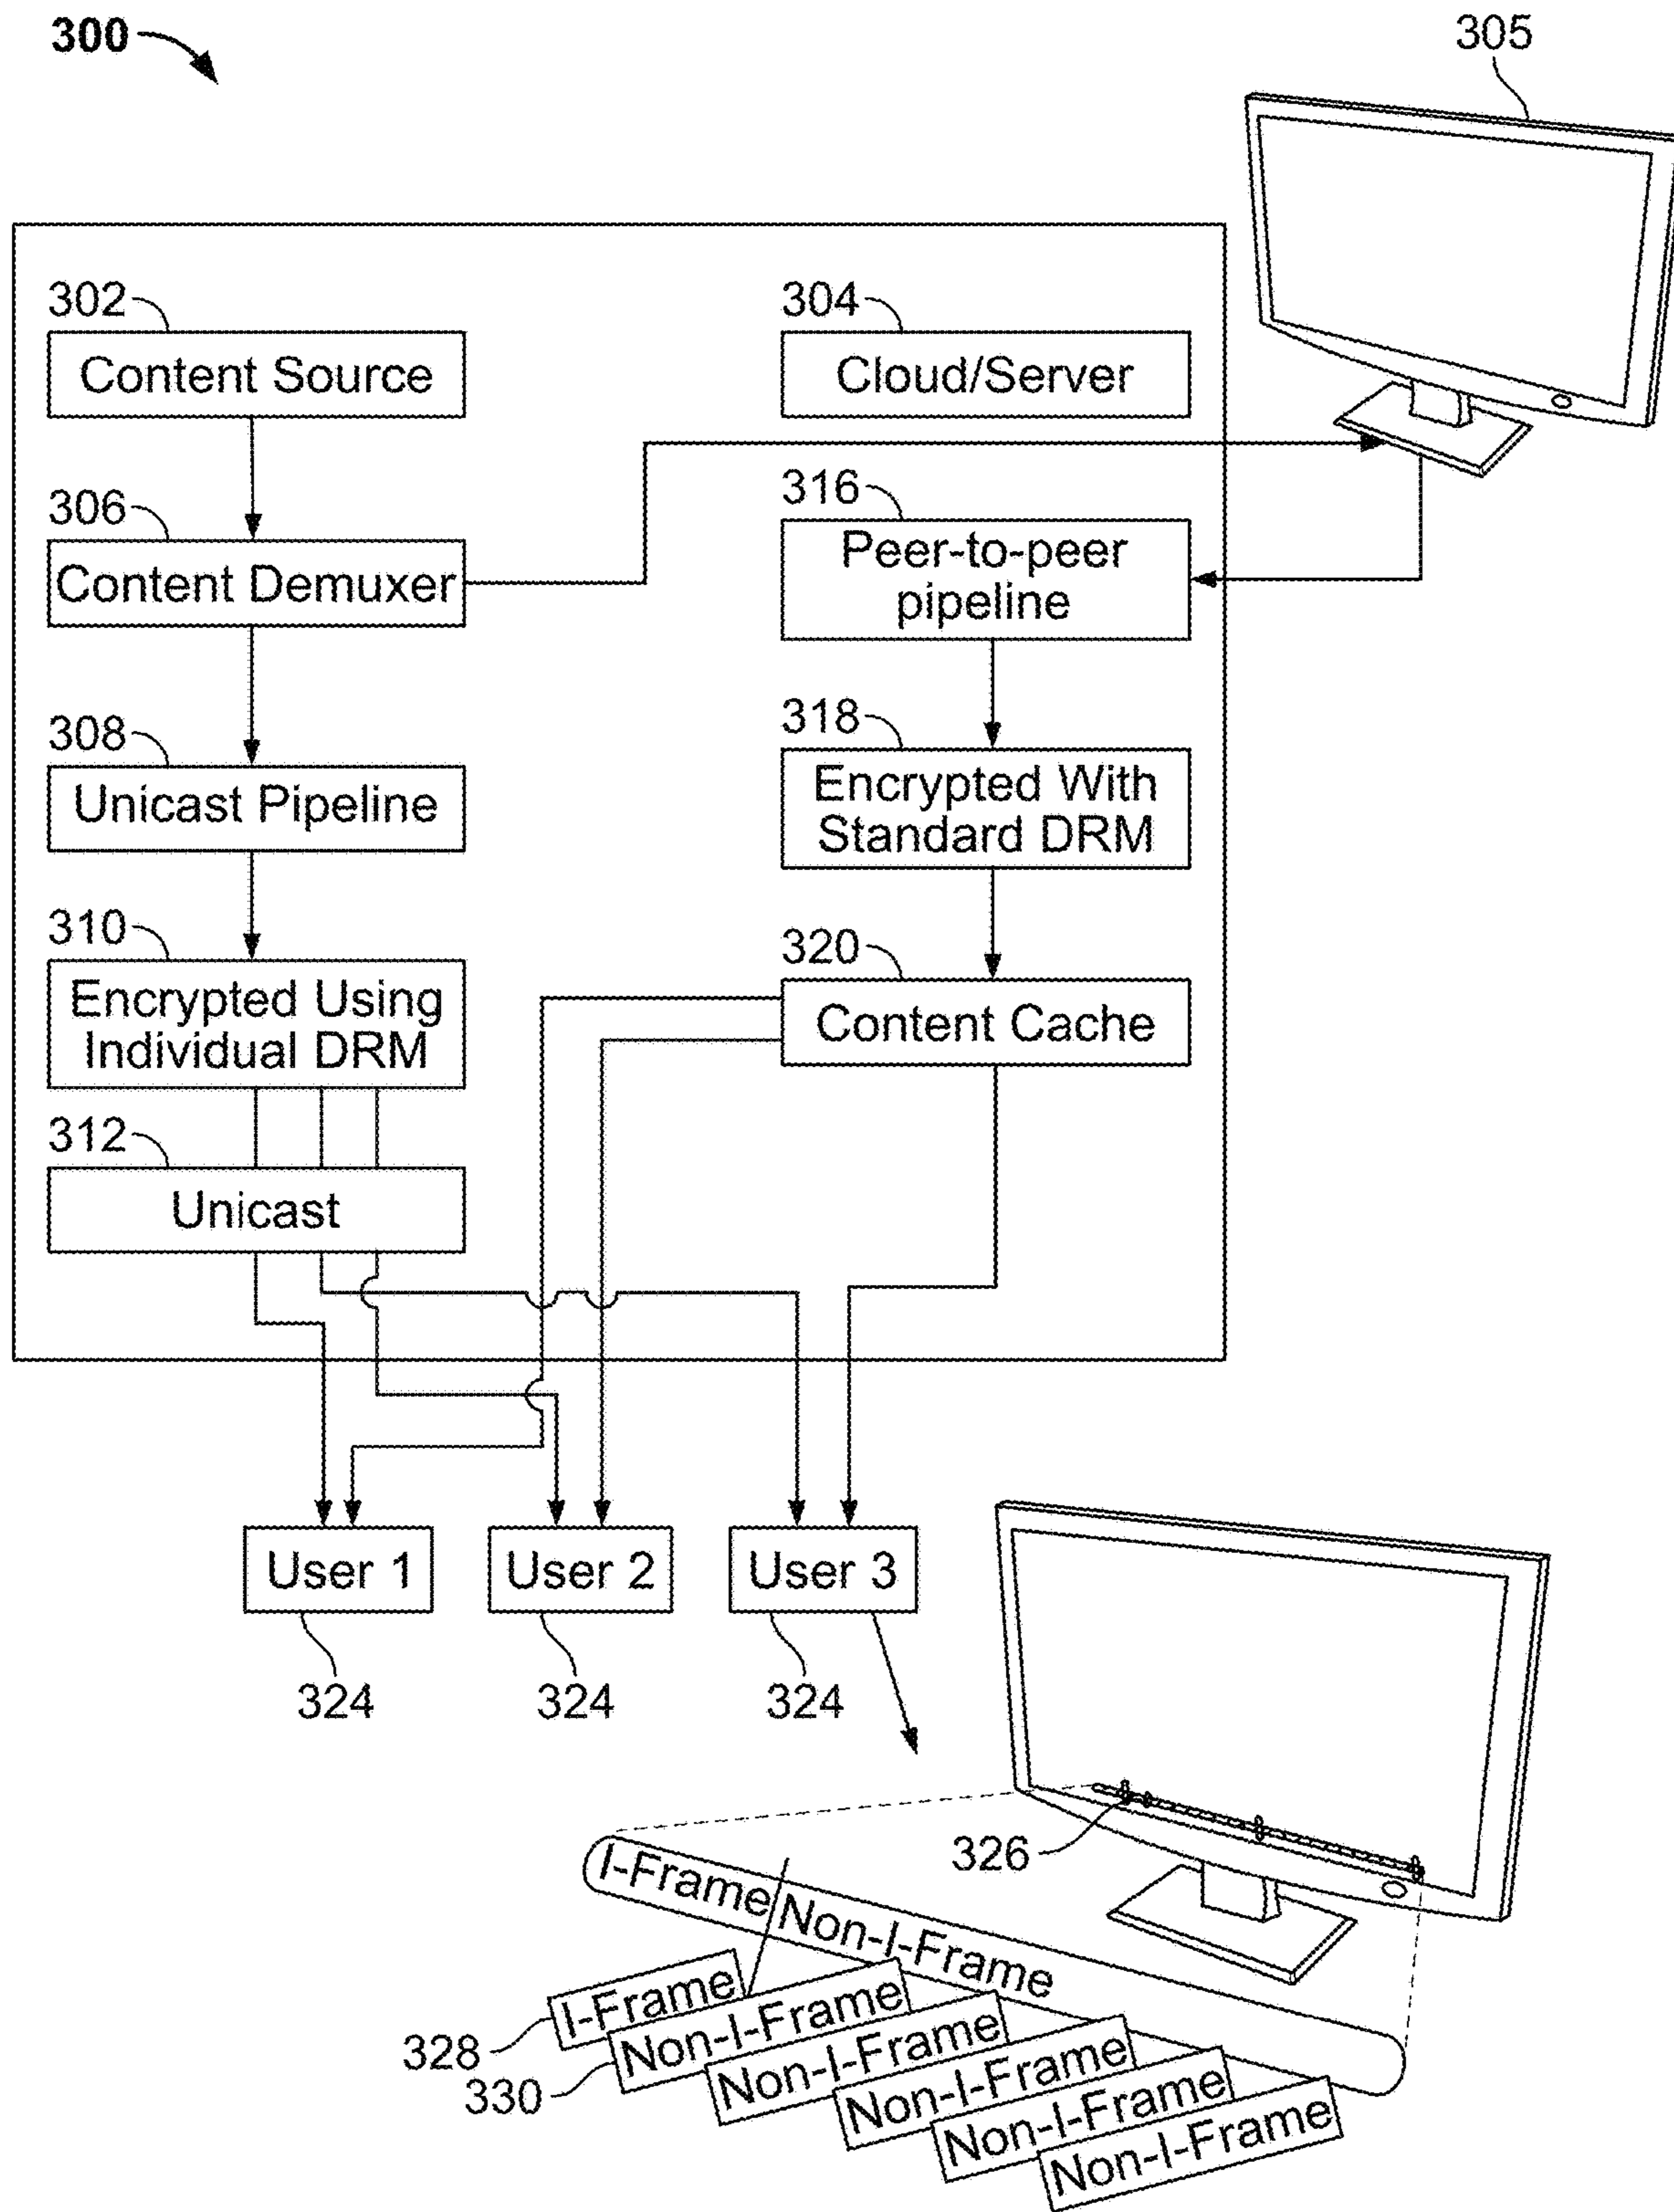 300
305
302
Content Source
304
Cloud/Server
306
Content Demuxer
316
Peer-to-peer
pipeline
308
Unicast Pipeline
318
Encrypted With
Standard DRM
310
Encrypted Using
Individual DRM
320
Content Cache
312
Unicast
User 1
User 2
User 3
324
324
324
326
I-Frame
Non-I-Frame
I-Frame
328
Non-I-Frame
330
Non-I-Frame
Non-I-Frame
Non-I-Frame
Non-I-Frame